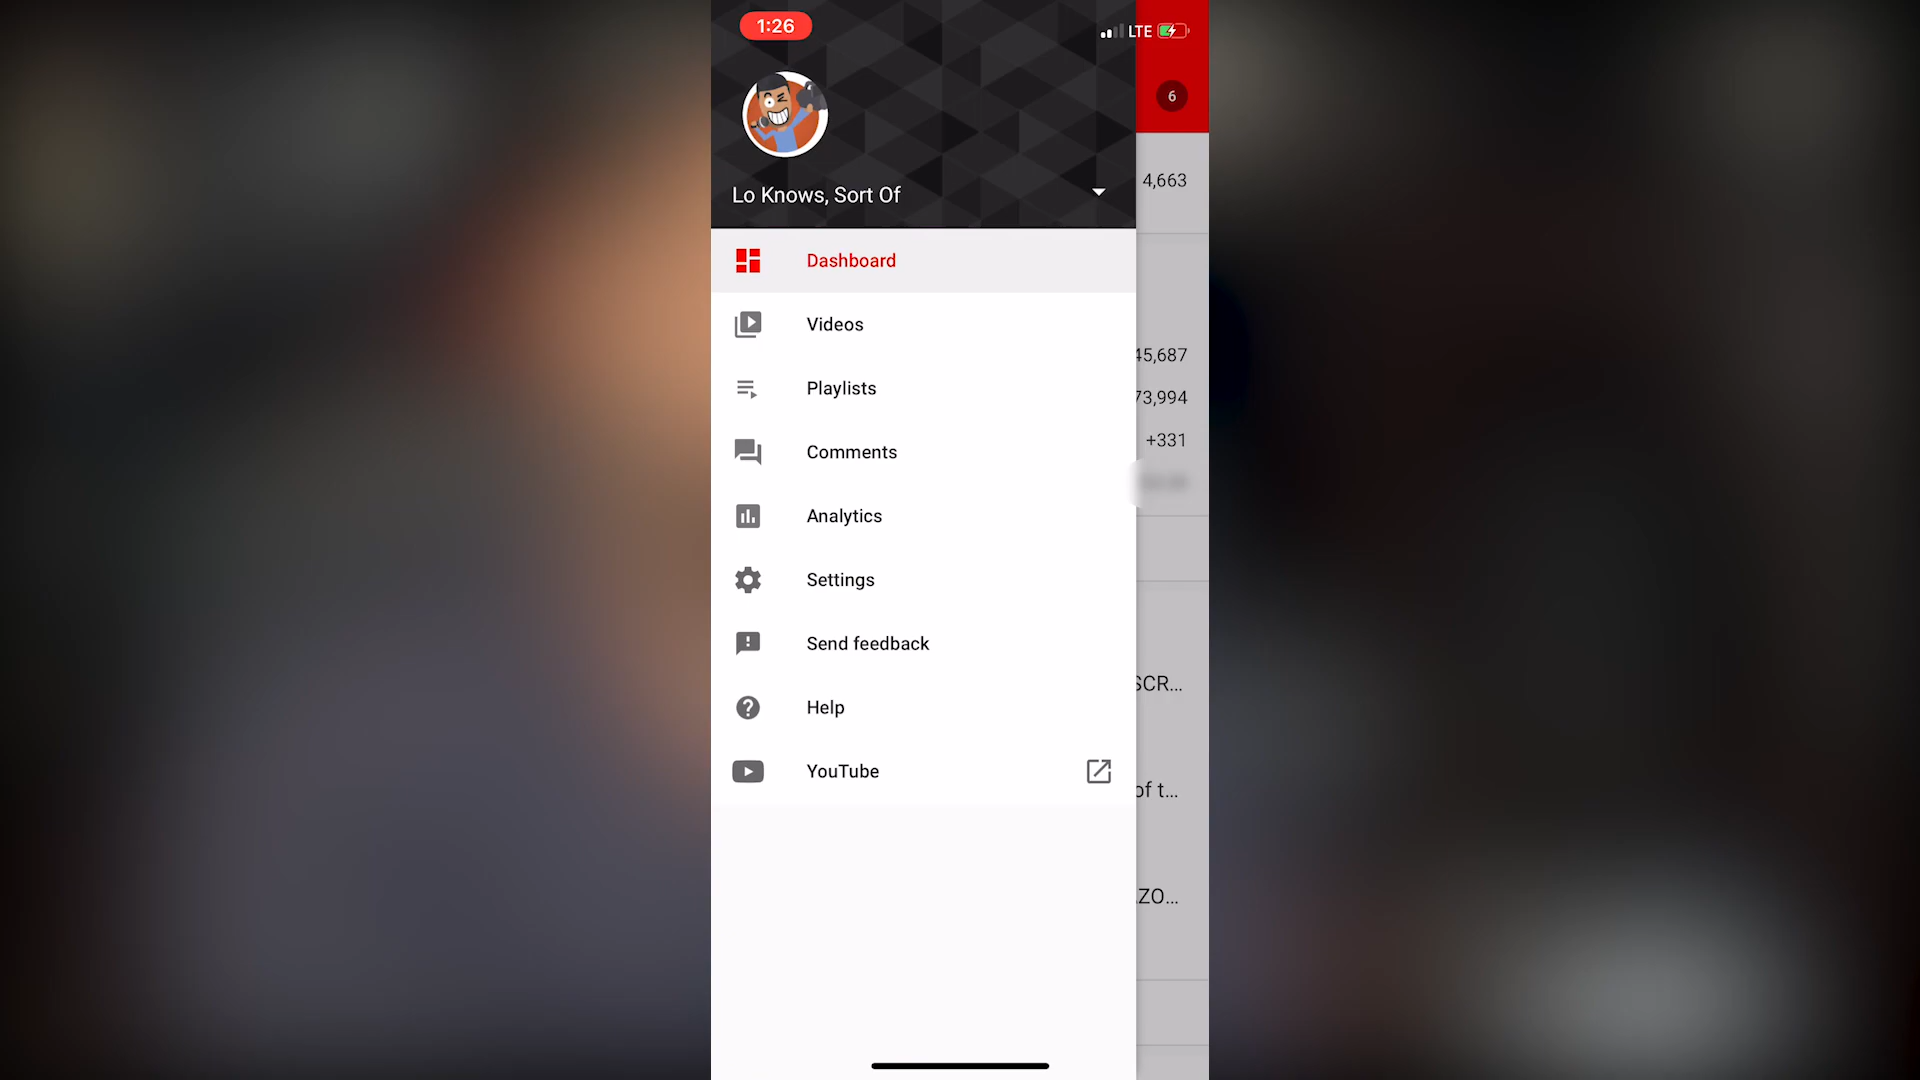 1:26
LTE
6
Lo Knows, Sort Of
4,663
Dashboard
Videos
45,687
Playlists
73,994
Comments
+331
Analytics
Settings
Send feedback
SCR...
Help
YouTube
of t...
ZO...